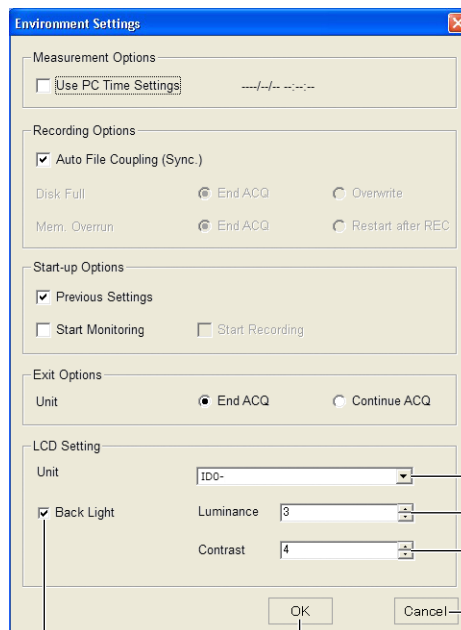 Environment Settings
Measurement Options
Use PC Time Settings ----/--/-- --:--:--
Recording Options
Auto File Coupling (Sync.)
Disk Full End ACQ Overwrite
Mem. Overrun End ACQ Restart after REC
Start-up Options
Previous Settings
Start Monitoring Start Recording
Exit Options
Unit End ACQ Continue ACQ
LCD Setting
Unit ID0-
Back Light Luminance 3
Contrast 4
OK Cancel